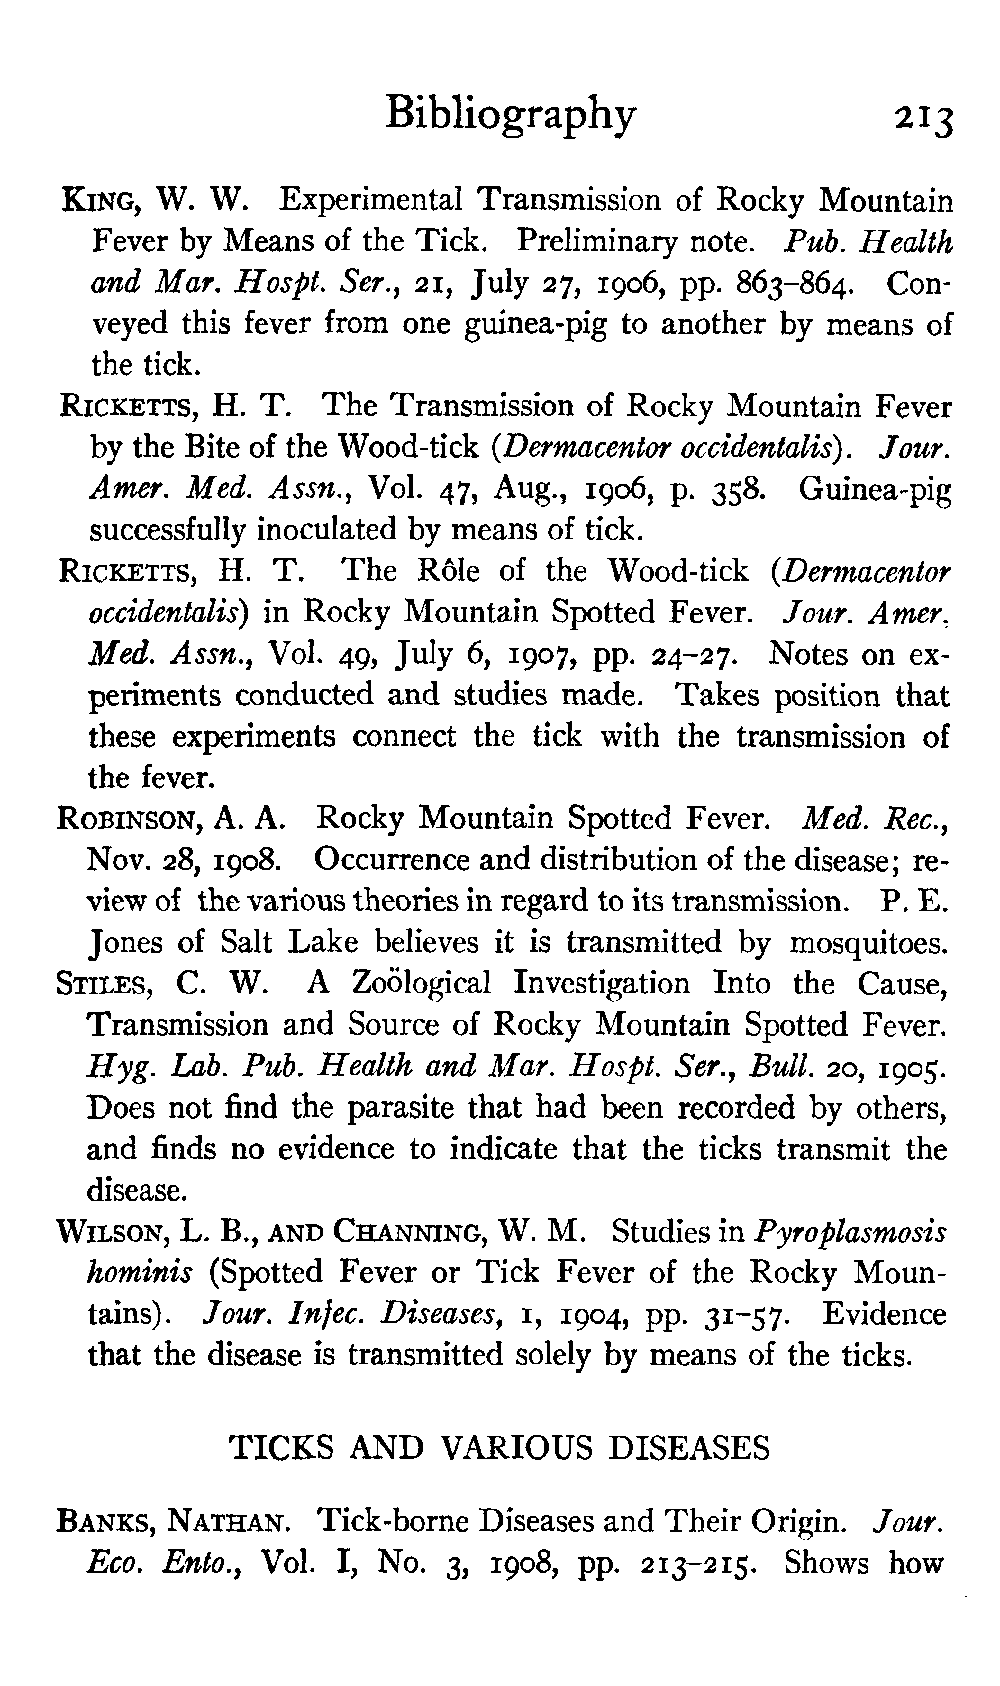 Bibliography 213
KING, W. W. Experimental Transmission of Rocky Mountain
Fever by Means of the Tick. Preliminary note. Pub. Health
and Mar. Hospt. Ser., 21, July 27, 1906, pp. 863–864. Con-
veyed this fever from one guinea-pig to another by means of
the tick.
RICKETTS, H. T. The Transmission of Rocky Mountain Fever
by the Bite of the Wood-tick (Dermacentor occidentalis). Jour.
Amer. Med. Assn., Vol. 47, Aug., 1906, p. 358. Guinea-pig
successfully inoculated by means of tick.
RICKETTS, H. T. The Rôle of the Wood-tick (Dermacentor
occidentalis) in Rocky Mountain Spotted Fever. Jour. Amer.
Med. Assn., Vol. 49, July 6, 1907, pp. 24–27. Notes on ex-
periments conducted and studies made. Takes position that
these experiments connect the tick with the transmission of
the fever.
ROBINSON, A. A. Rocky Mountain Spotted Fever. Med. Rec.,
Nov. 28, 1908. Occurrence and distribution of the disease; re-
view of the various theories in regard to its transmission. P. E.
Jones of Salt Lake believes it is transmitted by mosquitoes.
STILES, C. W. A Zoölogical Investigation Into the Cause,
Transmission and Source of Rocky Mountain Spotted Fever.
Hyg. Lab. Pub. Health and Mar. Hospt. Ser., Bull. 20, 1905.
Does not find the parasite that had been recorded by others,
and finds no evidence to indicate that the ticks transmit the
disease.
WILSON, L. B., AND CHANNING, W. M. Studies in Pyroplasmosis
hominis (Spotted Fever or Tick Fever of the Rocky Moun-
tains). Jour. Infec. Diseases, 1, 1904, pp. 31–57. Evidence
that the disease is transmitted solely by means of the ticks.
TICKS AND VARIOUS DISEASES
BANKS, NATHAN. Tick-borne Diseases and Their Origin. Jour.
Eco. Ento., Vol. I, No. 3, 1908, pp. 213–215. Shows how